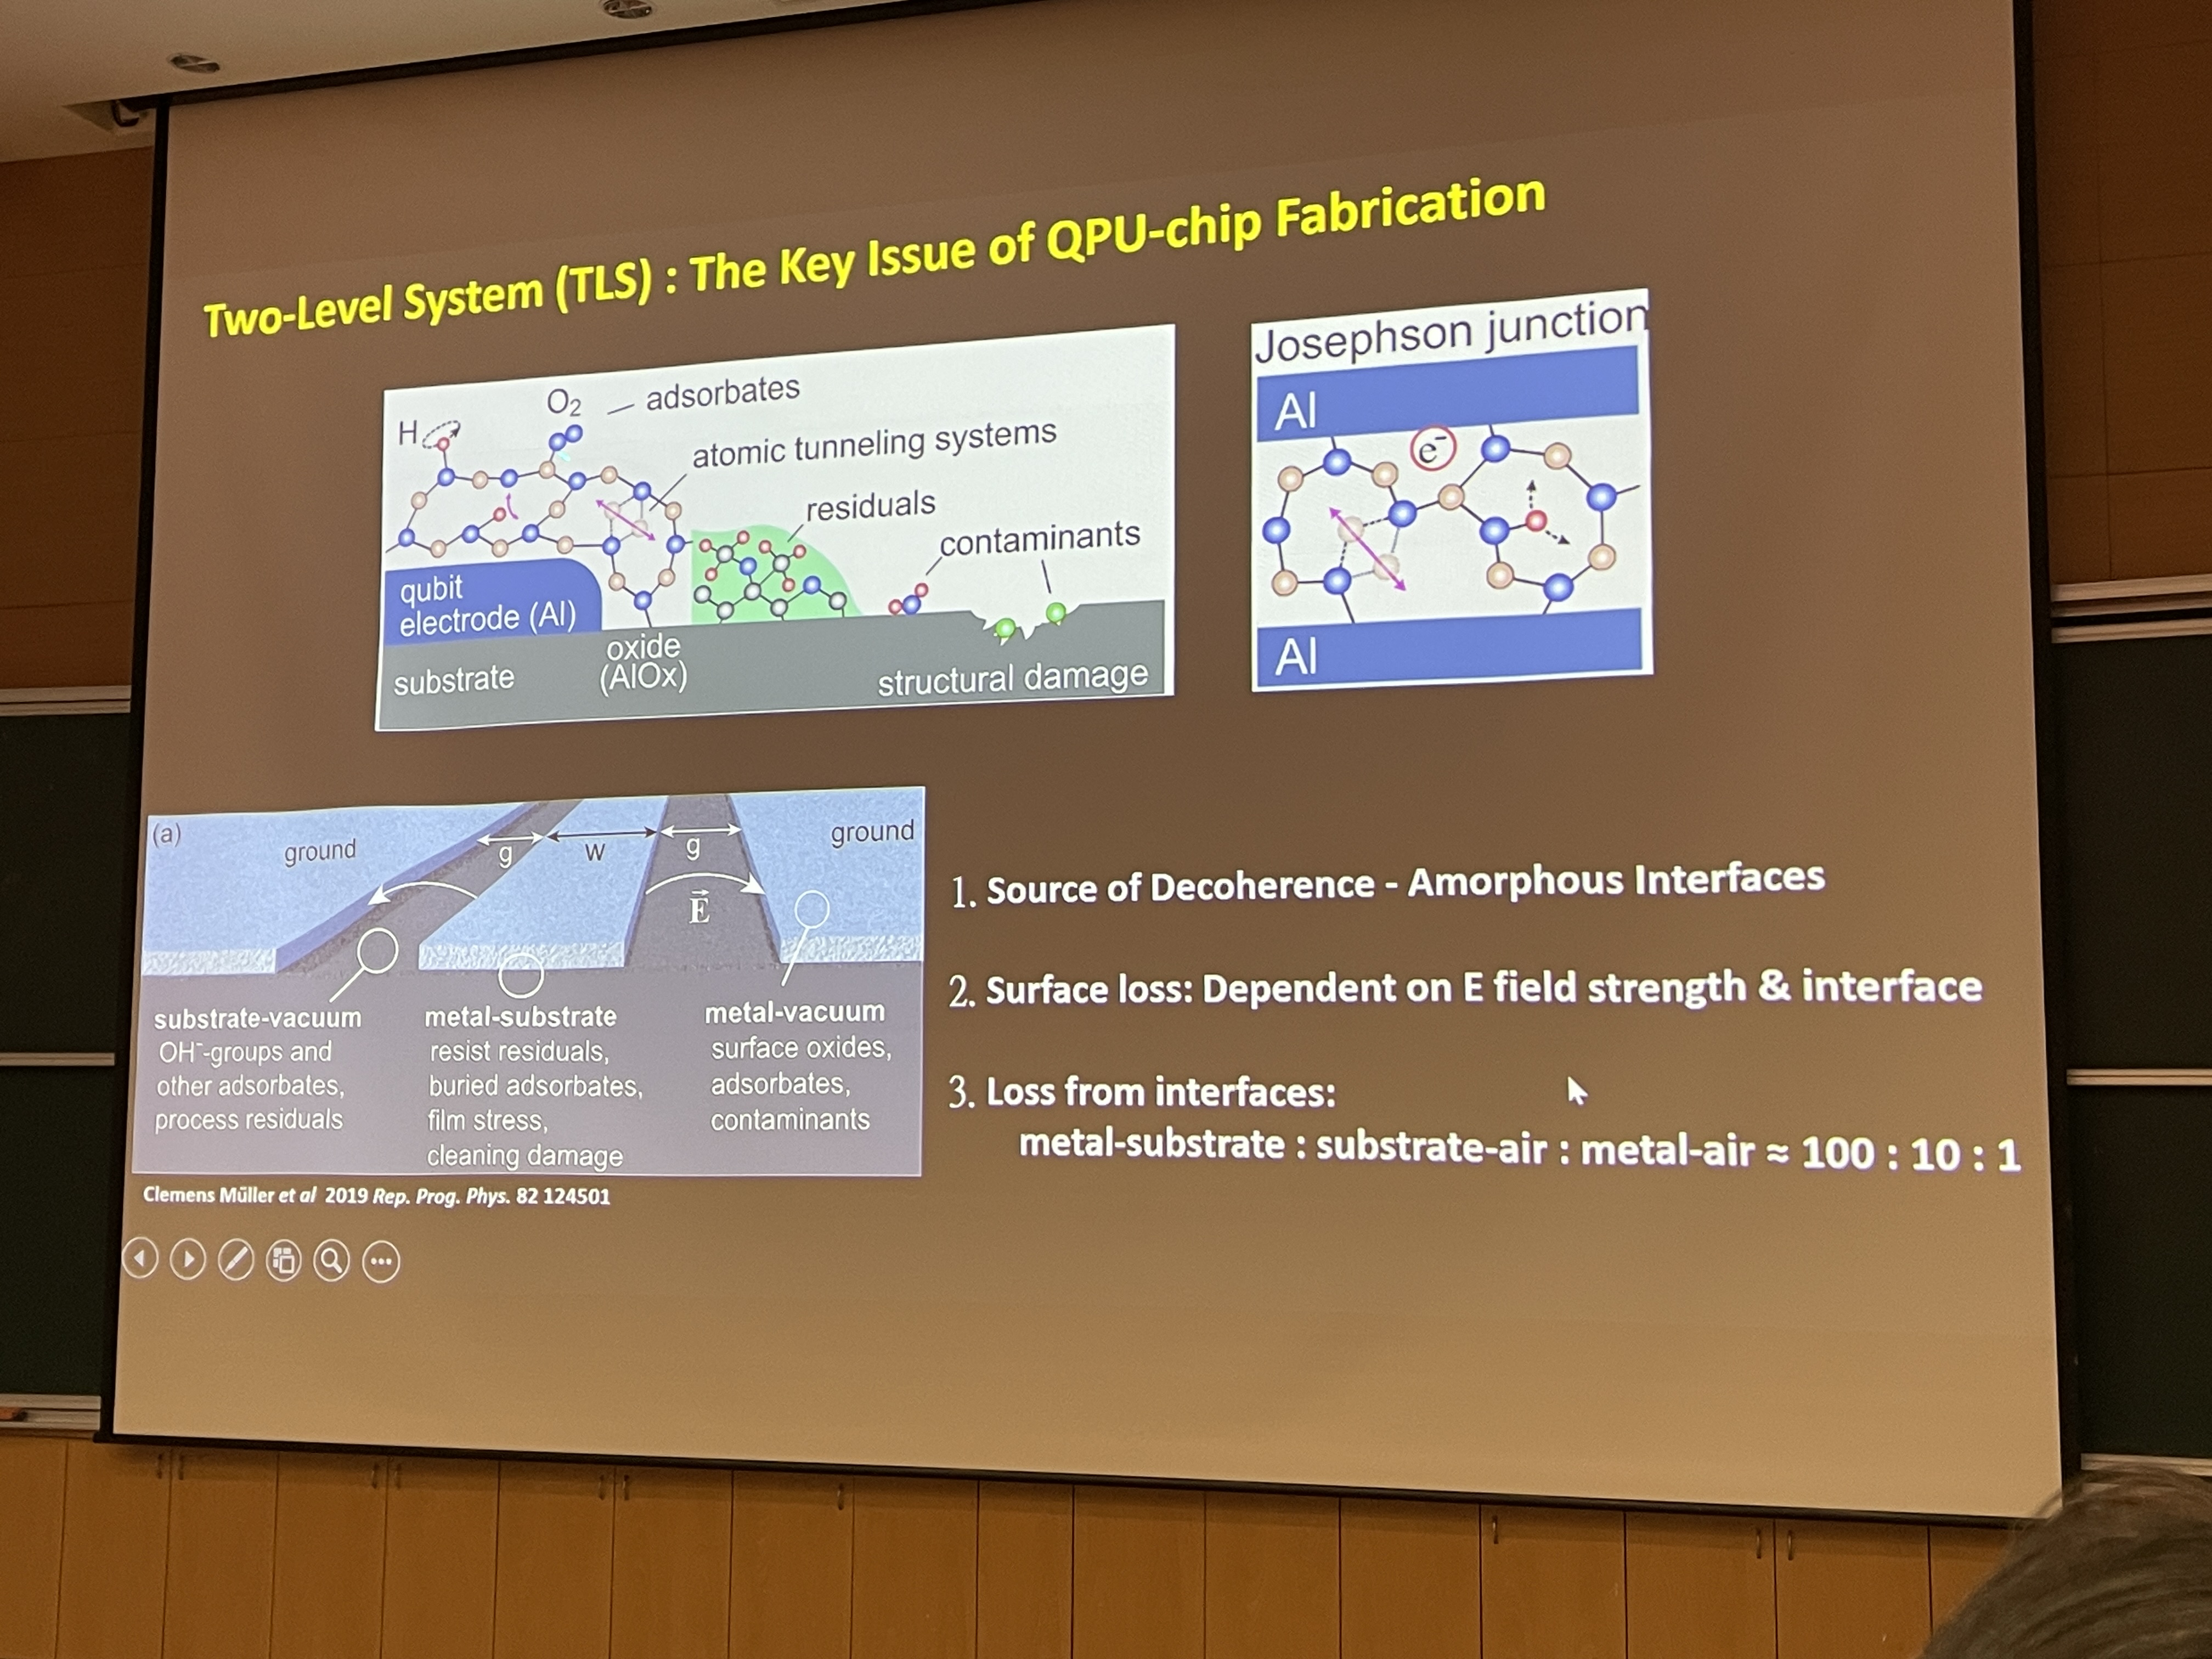 Two-Level System (TLS) : The Key Issue of QPU-chip Fabrication
H
O₂
adsorbates
atomic tunneling systems
residuals
contaminants
qubit
electrode (Al)
oxide
(AlOx)
substrate
structural damage
Josephson junction
Al
e⁻
Al
(a)
ground
g
w
g
ground
E⃗
substrate-vacuum
OH⁻-groups and
other adsorbates,
process residuals
metal-substrate
resist residuals,
buried adsorbates,
film stress,
cleaning damage
metal-vacuum
surface oxides,
adsorbates,
contaminants
Clemens Müller et al 2019 Rep. Prog. Phys. 82 124501
1. Source of Decoherence - Amorphous Interfaces
2. Surface loss: Dependent on E field strength & interface
3. Loss from interfaces:
metal-substrate : substrate-air : metal-air ≈ 100 : 10 : 1